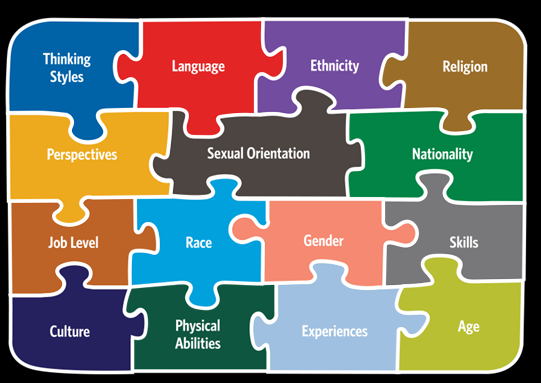 Thinking
Styles
Language
Ethnicity
Religion
Perspectives
Sexual Orientation
Nationality
Job Level
Race
Gender
Skills
Culture
Physical
Abilities
Experiences
Age